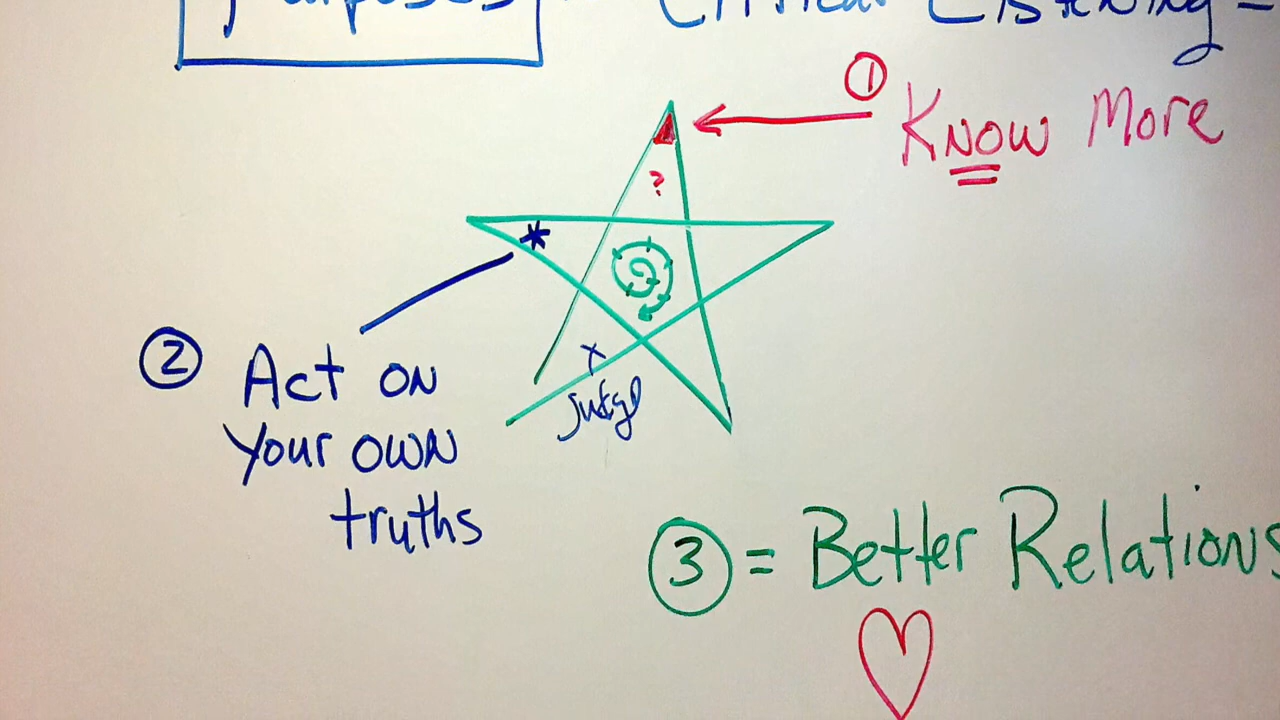 Purposes Critical Listening -
1 Know More
?
*
2 Act on
your own
truths
x
judge
3 = Better Relations